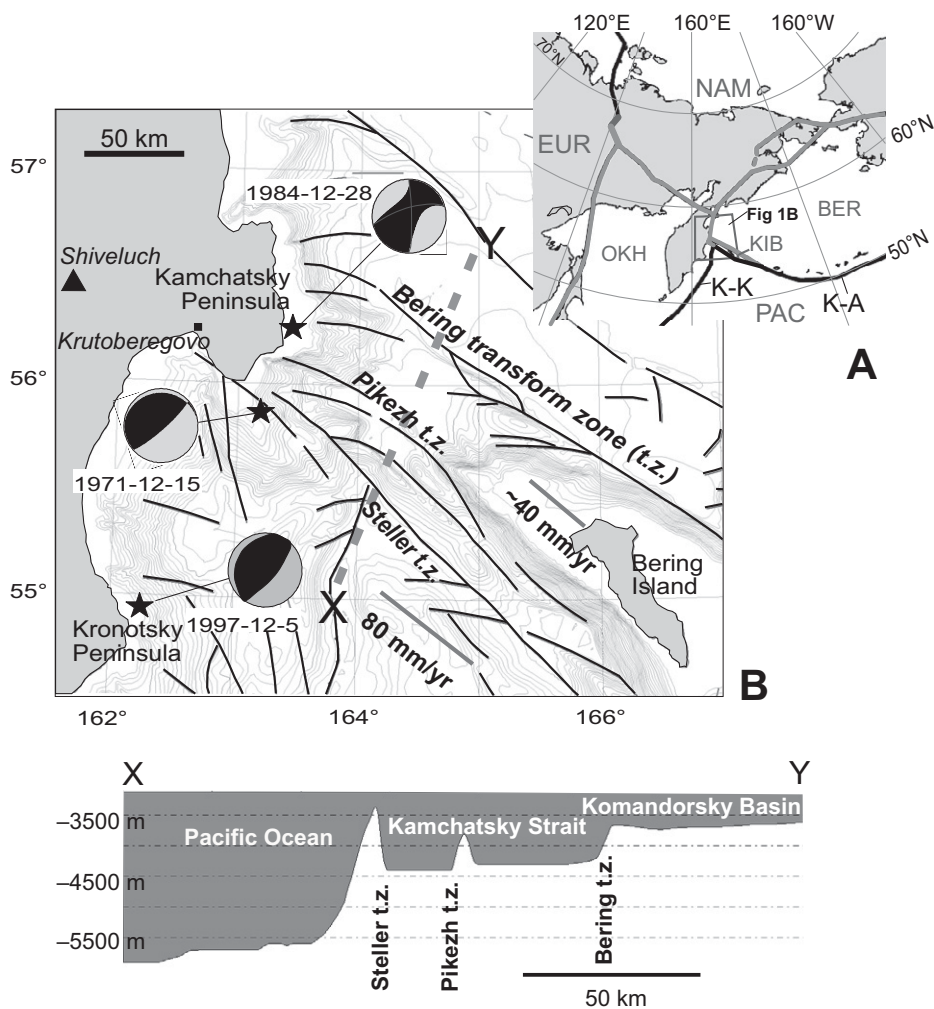 120°E
160°E
160°W
70°N
NAM
60°N
EUR
Fig 1B
BER
OKH
KIB
50°N
K-K
K-A
PAC
A
50 km
57°
1984-12-28
Y
Shiveluch
Kamchatsky
Peninsula
Krutoberegovo
Bering transform zone (t.z.)
56°
Pikezh t.z.
1971-12-15
~40 mm/yr
Steller t.z.
Bering
Island
55°
X
1997-12-5
Kronotsky
Peninsula
80 mm/yr
B
162°
164°
166°
X
Y
–3500 m
Komandorsky Basin
Kamchatsky Strait
Pacific Ocean
–4500 m
–5500 m
Steller t.z.
Pikezh t.z.
Bering t.z.
50 km